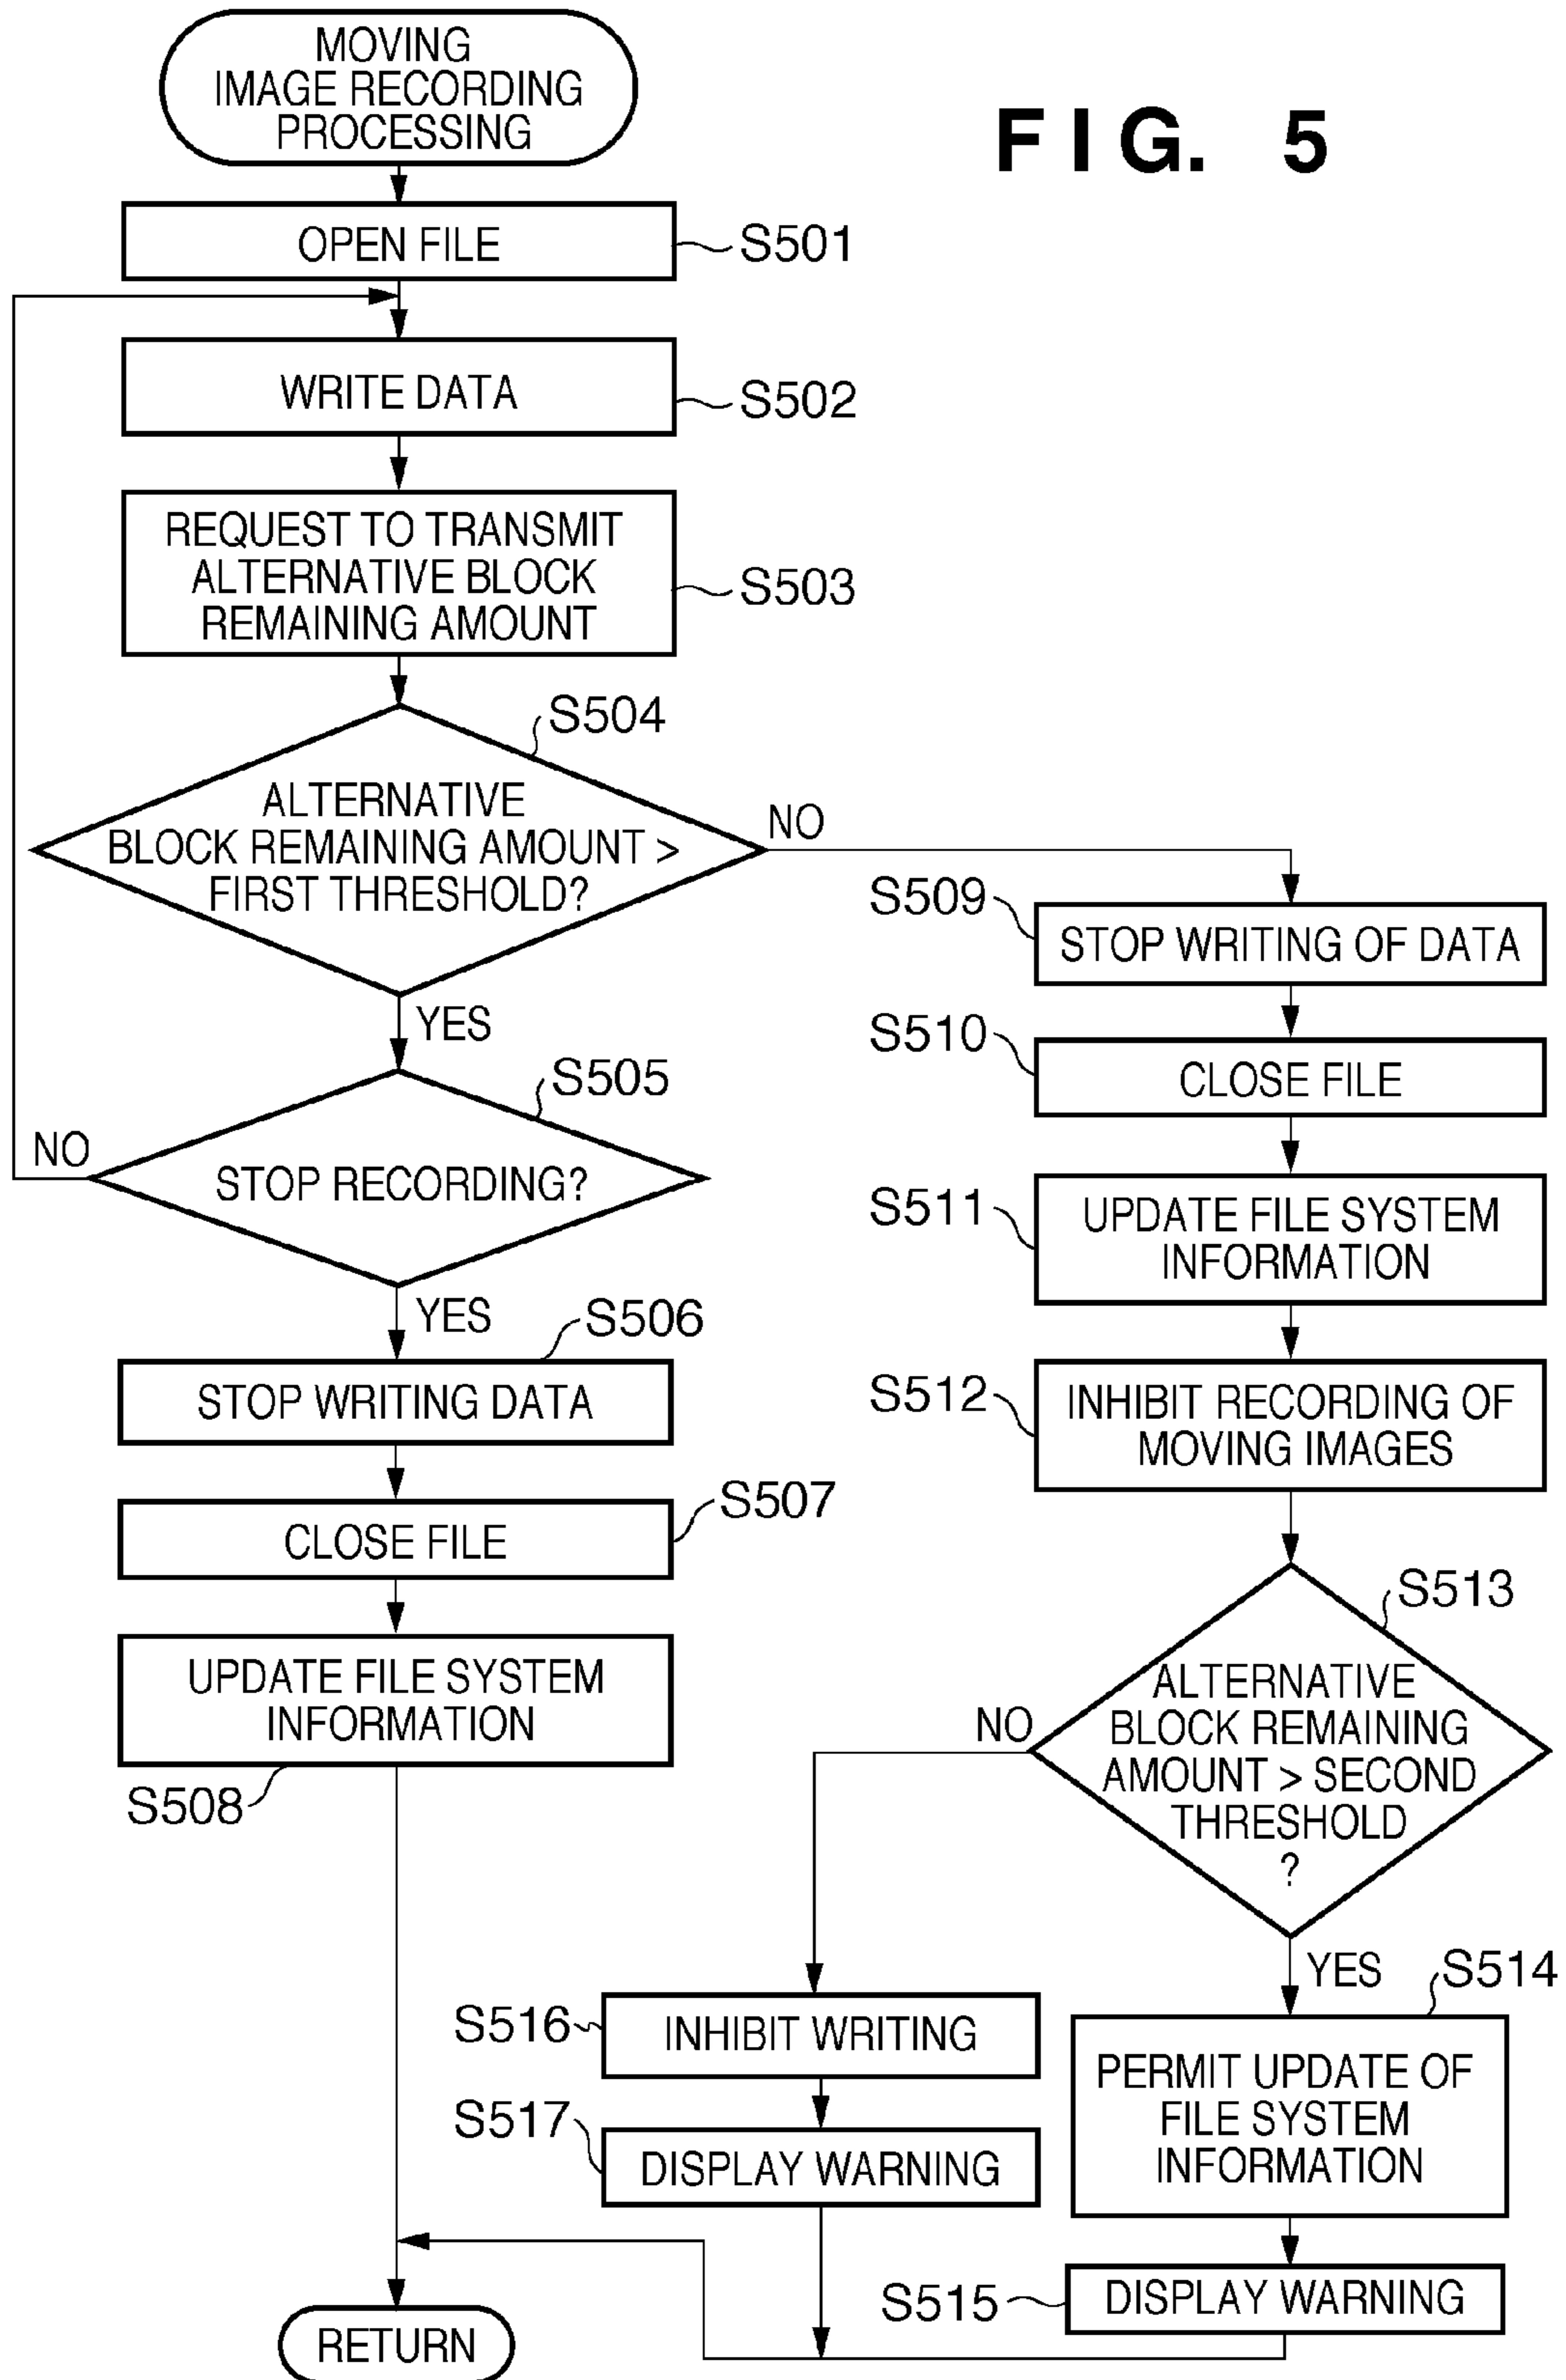 MOVING
IMAGE RECORDING
PROCESSING
FIG. 5
OPEN FILE
S501
WRITE DATA
S502
REQUEST TO TRANSMIT
ALTERNATIVE BLOCK
REMAINING AMOUNT
S503
S504
ALTERNATIVE
BLOCK REMAINING AMOUNT >
FIRST THRESHOLD?
NO
YES
S505
STOP RECORDING?
NO
YES
S506
STOP WRITING DATA
S507
CLOSE FILE
UPDATE FILE SYSTEM
INFORMATION
S508
S509
STOP WRITING OF DATA
S510
CLOSE FILE
S511
UPDATE FILE SYSTEM
INFORMATION
S512
INHIBIT RECORDING OF
MOVING IMAGES
S513
ALTERNATIVE
BLOCK REMAINING
AMOUNT > SECOND
THRESHOLD
?
NO
YES
S514
PERMIT UPDATE OF
FILE SYSTEM
INFORMATION
S515
DISPLAY WARNING
S516
INHIBIT WRITING
S517
DISPLAY WARNING
RETURN